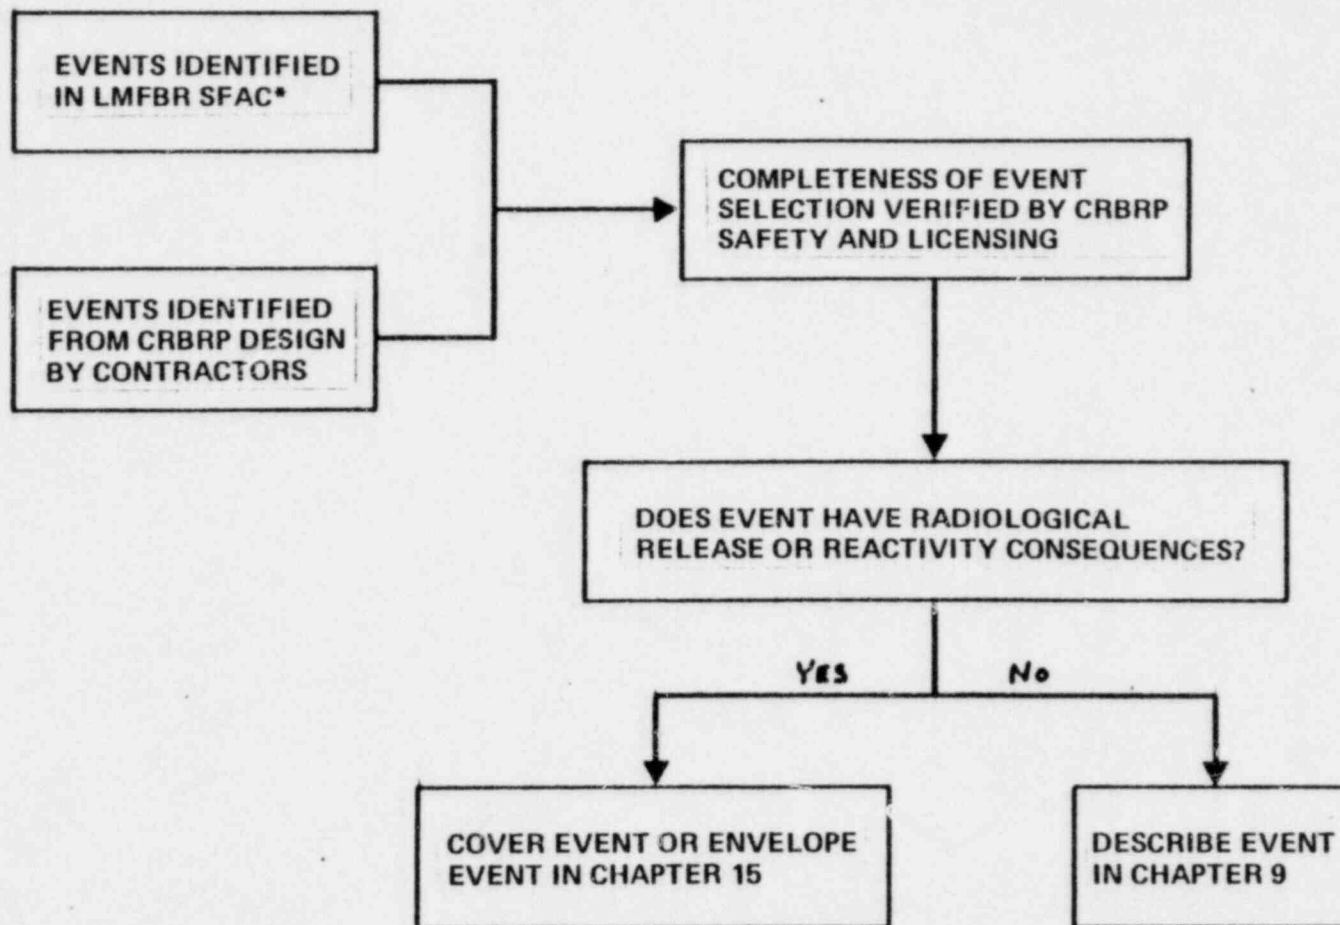 EVENTS IDENTIFIED
IN LMFBR SFAC*
EVENTS IDENTIFIED
FROM CRBRP DESIGN
BY CONTRACTORS
COMPLETENESS OF EVENT
SELECTION VERIFIED BY CRBRP
SAFETY AND LICENSING
DOES EVENT HAVE RADIOLOGICAL
RELEASE OR REACTIVITY CONSEQUENCES?
YES
No
COVER EVENT OR ENVELOPE
EVENT IN CHAPTER 15
DESCRIBE EVENT
IN CHAPTER 9